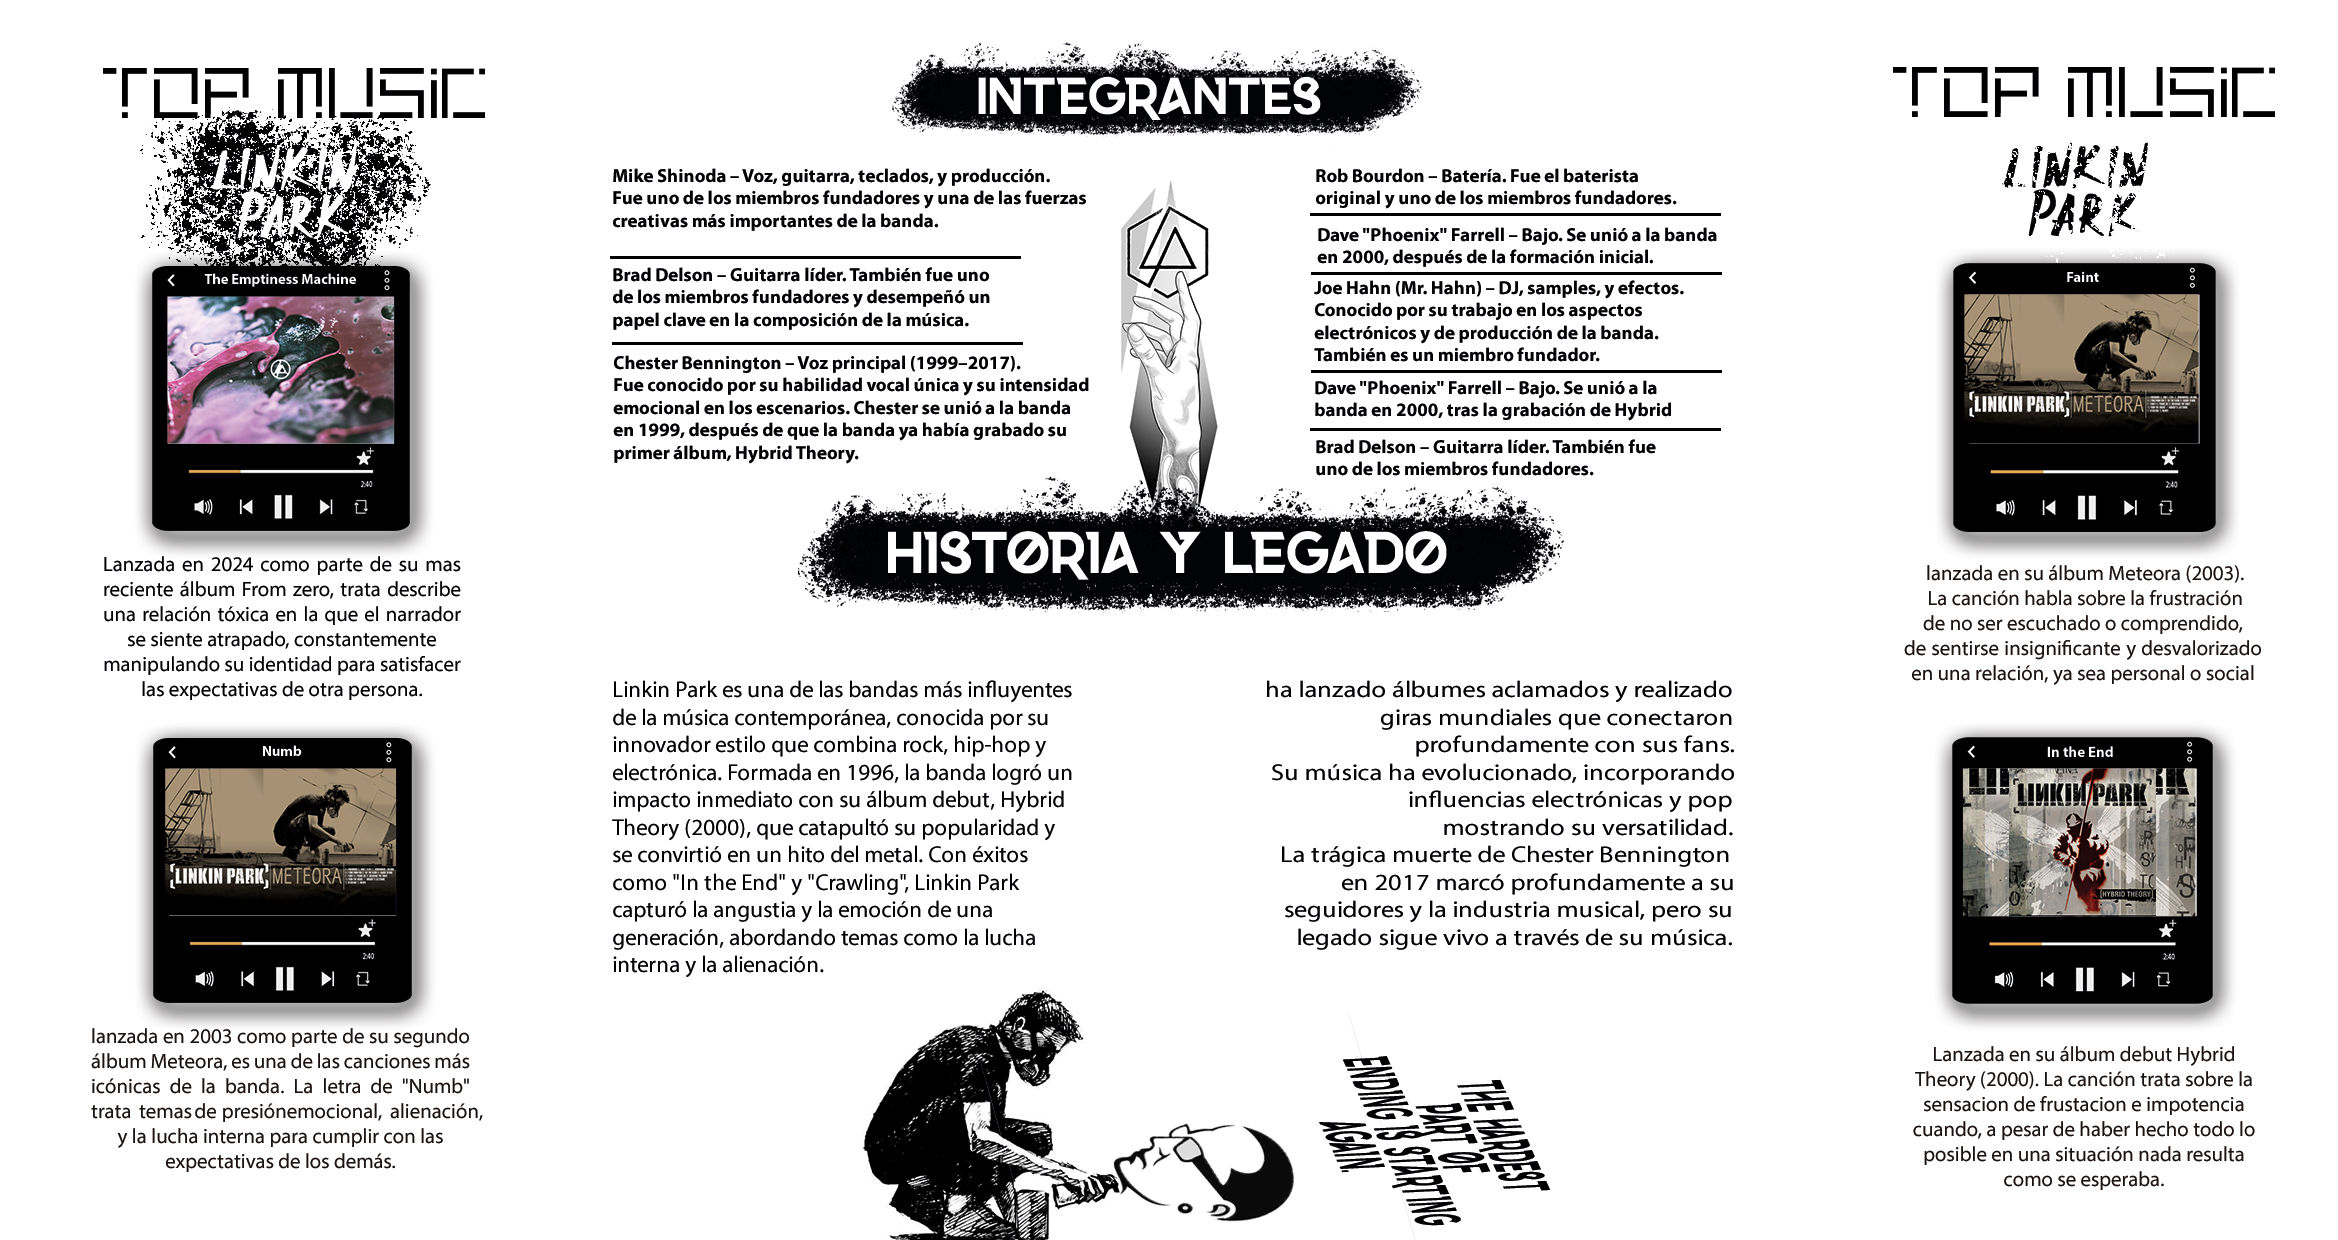 TOP MUSIC
LINKIN
PARK
The Emptiness Machine
2:40
Lanzada en 2024 como parte de su mas
reciente álbum From zero, trata describe
una relación tóxica en la que el narrador
se siente atrapado, constantemente
manipulando su identidad para satisfacer
las expectativas de otra persona.
Numb
[LINKIN PARK] METEORA
2:40
lanzada en 2003 como parte de su segundo
álbum Meteora, es una de las canciones más
icónicas de la banda. La letra de "Numb"
trata temas de presiónemocional, alienación,
y la lucha interna para cumplir con las
expectativas de los demás.
INTEGRANTES
Mike Shinoda – Voz, guitarra, teclados, y producción.
Fue uno de los miembros fundadores y una de las fuerzas
creativas más importantes de la banda.
Brad Delson – Guitarra líder. También fue uno
de los miembros fundadores y desempeñó un
papel clave en la composición de la música.
Chester Bennington – Voz principal (1999–2017).
Fue conocido por su habilidad vocal única y su intensidad
emocional en los escenarios. Chester se unió a la banda
en 1999, después de que la banda ya había grabado su
primer álbum, Hybrid Theory.
Rob Bourdon – Batería. Fue el baterista
original y uno de los miembros fundadores.
Dave "Phoenix" Farrell – Bajo. Se unió a la banda
en 2000, después de la formación inicial.
Joe Hahn (Mr. Hahn) – DJ, samples, y efectos.
Conocido por su trabajo en los aspectos
electrónicos y de producción de la banda.
También es un miembro fundador.
Dave "Phoenix" Farrell – Bajo. Se unió a la
banda en 2000, tras la grabación de Hybrid
Brad Delson – Guitarra líder. También fue
uno de los miembros fundadores.
HISTORIA Y LEGADO
Linkin Park es una de las bandas más influyentes
de la música contemporánea, conocida por su
innovador estilo que combina rock, hip-hop y
electrónica. Formada en 1996, la banda logró un
impacto inmediato con su álbum debut, Hybrid
Theory (2000), que catapultó su popularidad y
se convirtió en un hito del metal. Con éxitos
como "In the End" y "Crawling", Linkin Park
capturó la angustia y la emoción de una
generación, abordando temas como la lucha
interna y la alienación.
ha lanzado álbumes aclamados y realizado
giras mundiales que conectaron
profundamente con sus fans.
Su música ha evolucionado, incorporando
influencias electrónicas y pop
mostrando su versatilidad.
La trágica muerte de Chester Bennington
en 2017 marcó profundamente a su
seguidores y la industria musical, pero su
legado sigue vivo a través de su música.
THE HARDEST
PART OF
ENDING IS STARTING
AGAIN
TOP MUSIC
LINKIN
PARK
Faint
[LINKIN PARK] METEORA
2:40
lanzada en su álbum Meteora (2003).
La canción habla sobre la frustración
de no ser escuchado o comprendido,
de sentirse insignificante y desvalorizado
en una relación, ya sea personal o social
In the End
LINKIN PARK
[HYBRID THEORY]
2:40
Lanzada en su álbum debut Hybrid
Theory (2000). La canción trata sobre la
sensacion de frustacion e impotencia
cuando, a pesar de haber hecho todo lo
posible en una situación nada resulta
como se esperaba.